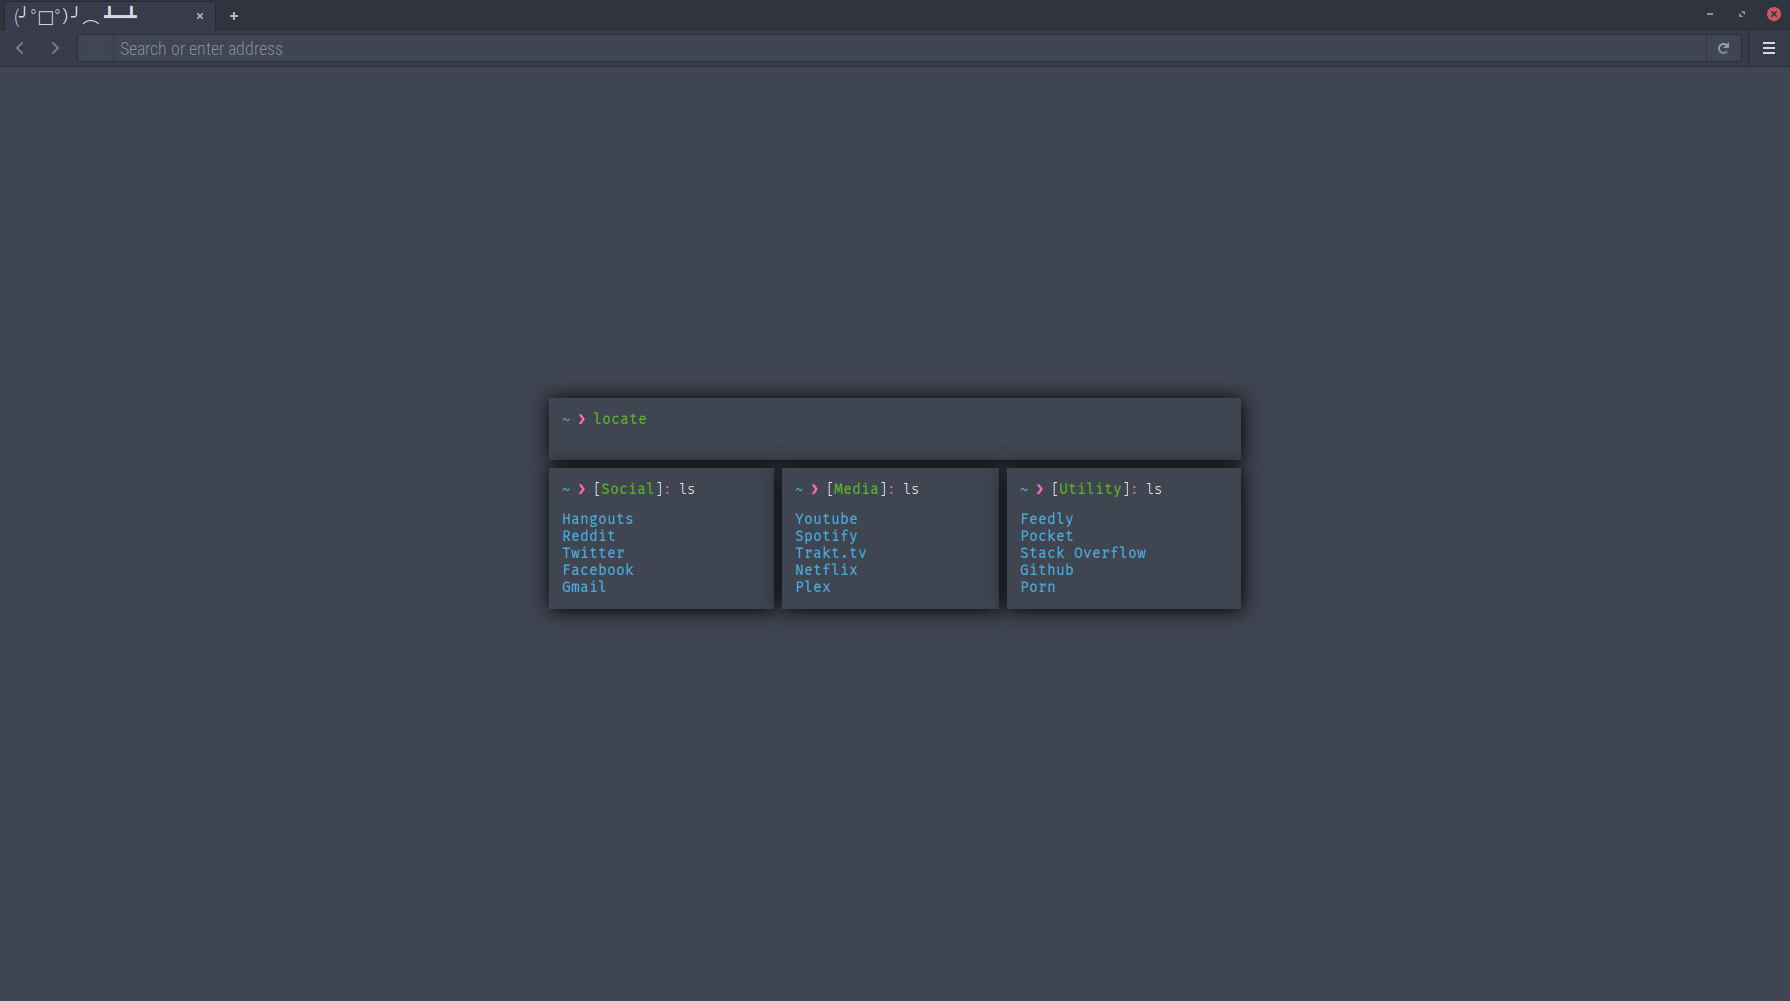 (╯°□°)╯︵ ┻━┻
Search or enter address
~ ❯ locate
~ ❯ [Social]: ls
Hangouts
Reddit
Twitter
Facebook
Gmail
~ ❯ [Media]: ls
Youtube
Spotify
Trakt.tv
Netflix
Plex
~ ❯ [Utility]: ls
Feedly
Pocket
Stack Overflow
Github
Porn